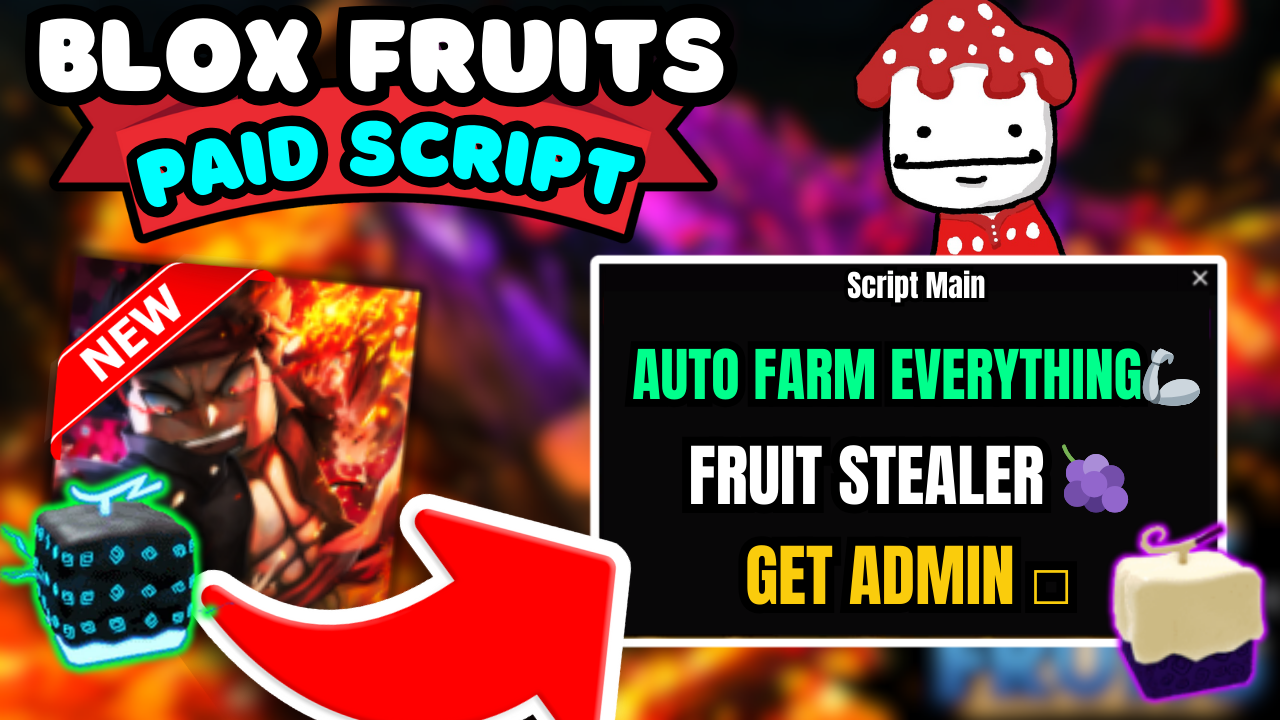 BLOX FRUITS
PAID SCRIPT
NEW
Script Main
AUTO FARM EVERYTHING🦾
FRUIT STEALER 🍇
GET ADMIN □